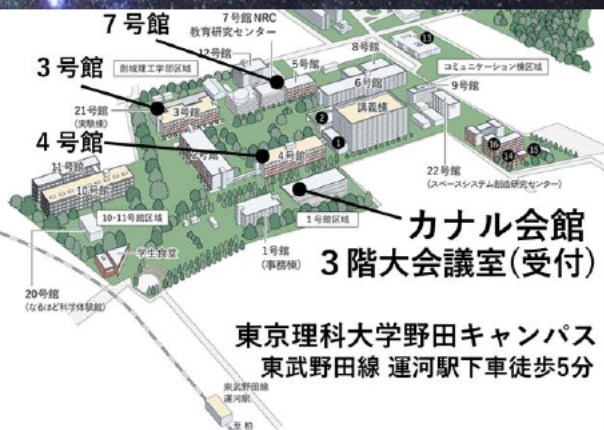 7号館
7号館 NRC
教育研究センター
12号館
3号館
創域理工学部区域
5号館
8号館
13
コミュニケーション棟区域
6号館
9号館
21号館
(実験棟)
3号館
講義棟
2
1
4号館
4号館
16
14
15
11号館
10号館
22号館
(スペースシステム創造研究センター)
10・11号館区域
1号館区域
カナル会館
3階大会議室(受付)
学生食堂
1号館
(事務棟)
20号館
(なるほど科学体験館)
東京理科大学野田キャンパス
東武野田線 運河駅下車徒歩5分
東武野田線
運河駅
至 柏